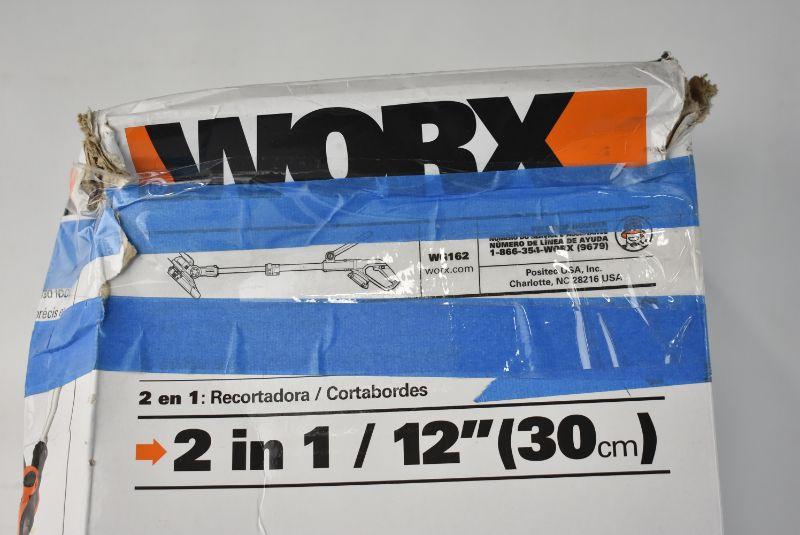 WORX
NÚMERO DE LÍNEA DE AYUDA
WG162
1-866-354-WORX (9679)
worx.com
Positec USA, Inc.
Charlotte, NC 28216 USA
précis
2 en 1: Recortadora / Cortabordes
2 in 1 / 12" (30cm)